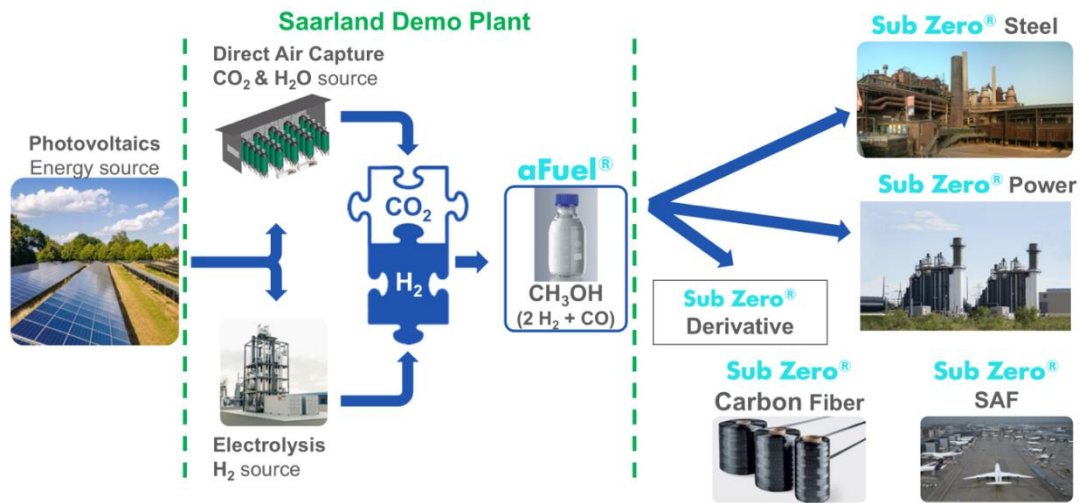 Saarland Demo Plant
Direct Air Capture
CO₂ & H₂O source
Photovoltaics
Energy source
CO₂
H₂
Electrolysis
H₂ source
aFuel®
CH₃OH
(2 H₂ + CO)
Sub Zero® Steel
Sub Zero® Power
Sub Zero®
Derivative
Sub Zero®
Carbon Fiber
Sub Zero®
SAF